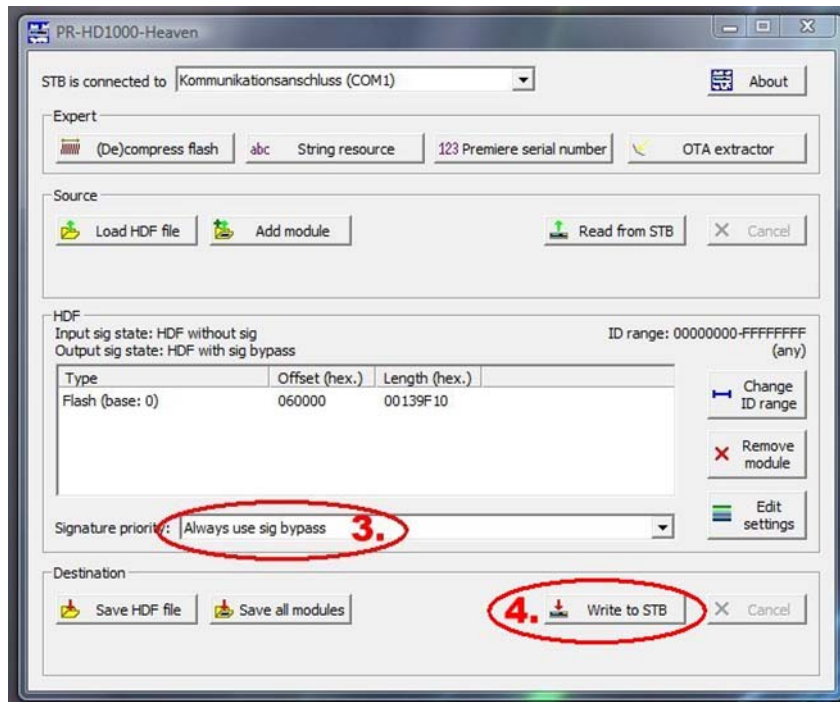 PR-HD1000-Heaven
STB is connected to Kommunikationsanschluss (COM1) About
Expert
(De)compress flash abc String resource 123 Premiere serial number OTA extractor
Source
Load HDF file Add module Read from STB Cancel
HDF
Input sig state: HDF without sig ID range: 00000000-FFFFFFFF
Output sig state: HDF with sig bypass (any)
Type Offset (hex.) Length (hex.)
Flash (base: 0) 060000 00139F10
Change
ID range
Remove
module
Edit
settings
Signature priority: Always use sig bypass 3.
Destination
Save HDF file Save all modules 4. Write to STB Cancel